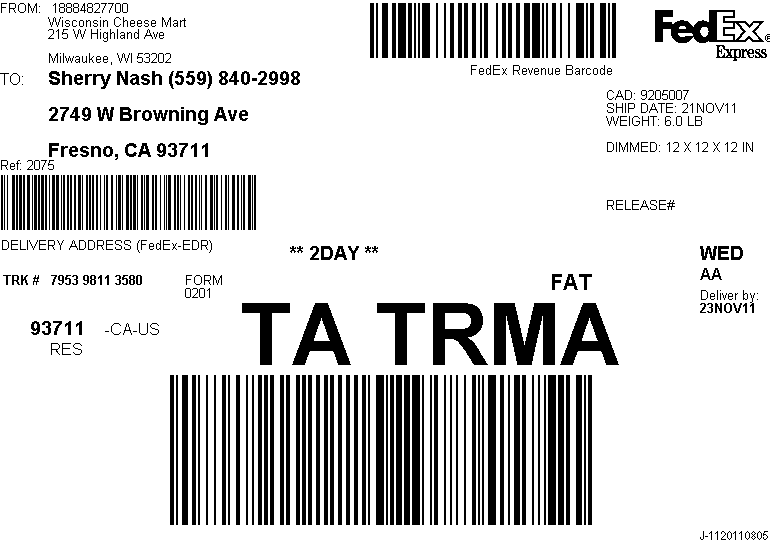 FROM: 18884827700
Wisconsin Cheese Mart
215 W Highland Ave
Milwaukee, WI 53202
FedEx®
Express
FedEx Revenue Barcode
TO: Sherry Nash (559) 840-2998
2749 W Browning Ave
Fresno, CA 93711
CAD: 9205007
SHIP DATE: 21NOV11
WEIGHT: 6.0 LB
DIMMED: 12 X 12 X 12 IN
Ref: 2075
RELEASE#
DELIVERY ADDRESS (FedEx-EDR)
** 2DAY **
WED
AA
Deliver by:
23NOV11
TRK # 7953 9811 3580
FORM
0201
FAT
93711 -CA-US
RES
TA TRMA
J-1120110805